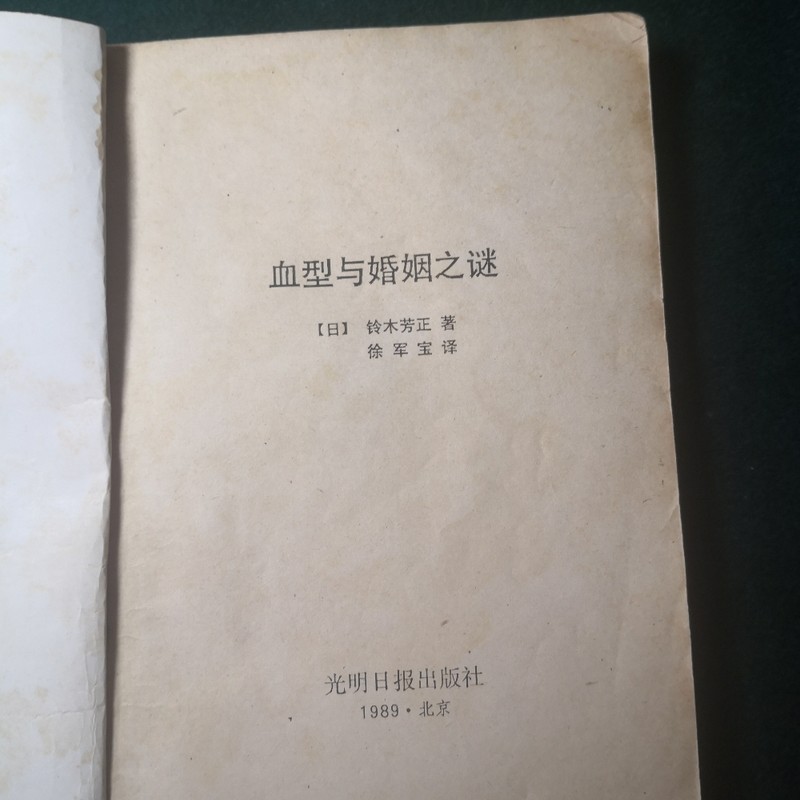 血型与婚姻之谜
【日】 铃木芳正 著
徐军宝译
光明日报出版社
1989·北京